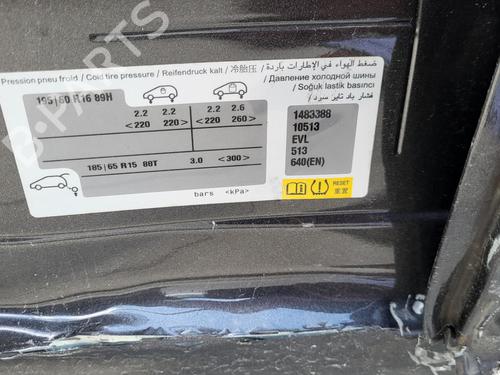 B-PARTS
Pression pneu froid / Cold tire pressure / Reifendruck kalt / 冷胎压 / ضغط الهواء في الإطارات باردة
/ Давление холодной шины
/ Soğuk lastik basıncı
/ فشار باد تایر سرد
195/60 R 16 89H
2.2 2.2 2.2 2.6
<220 220> <220 260>
185/65 R15 88T 3.0 <300>
bars <kPa>
1483388
10513
EVL
513
640(EN)
RESET
重置